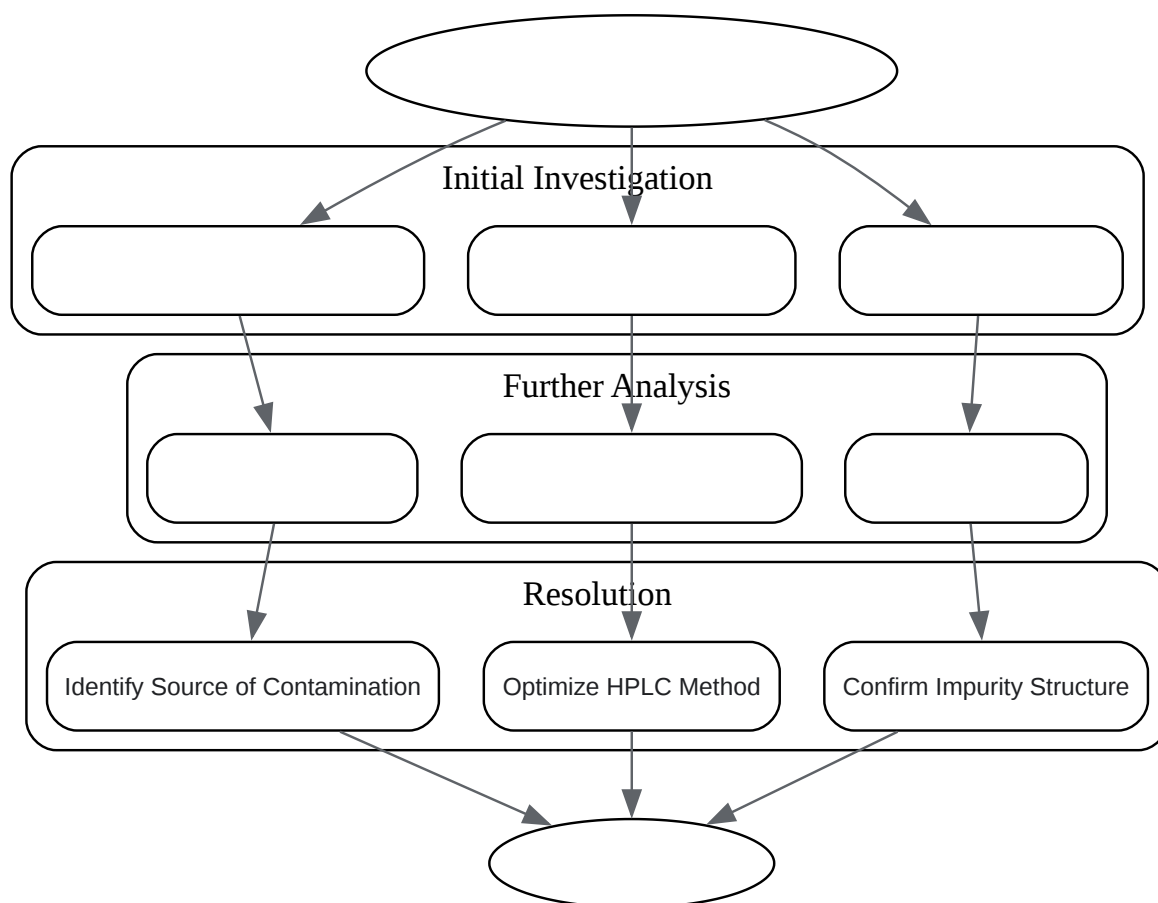 Initial Investigation
Further Analysis
Resolution
Identify Source of Contamination
Optimize HPLC Method
Confirm Impurity Structure